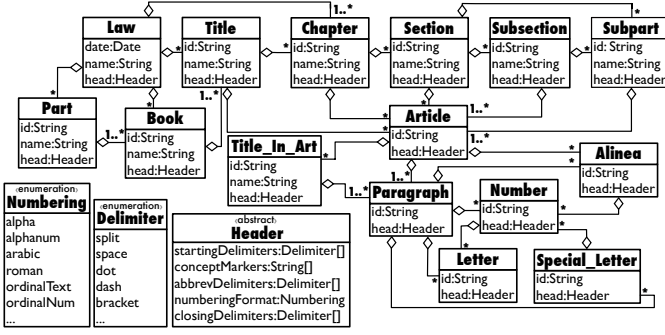 Law
date:Date
name:String
head:Header
Title
id:String
name:String
head:Header
Chapter
id:String
name:String
head:Header
Section
id:String
name:String
head:Header
Subsection
id:String
name:String
head:Header
Subpart
id: String
name:String
head:Header
1..*
*
*
*
*
*
*
*
*
1..*
*
*
*
1..*
*
Part
id:String
name:String
head:Header
1..*
Book
id:String
name:String
head:Header
Article
id:String
head:Header
*
1..*
*
*
Title_In_Art
id:String
name:String
head:Header
1..*
1..*
Alinea
id:String
head:Header
Paragraph
id:String
head:Header
*
Number
id:String
head:Header
*
*
*
*
*
Letter
id:String
head:Header
Special_Letter
id:String
head:Header
*
(enumeration)
Numbering
alpha
alphanum
arabic
roman
ordinalText
ordinalNum
...
(enumeration)
Delimiter
split
space
dot
dash
bracket
...
(abstract)
Header
startingDelimiters:Delimiter[]
conceptMarkers:String[]
abbrevDelimiters:Delimiter[]
numberingFormat:Numbering
closingDelimiters:Delimiter[]